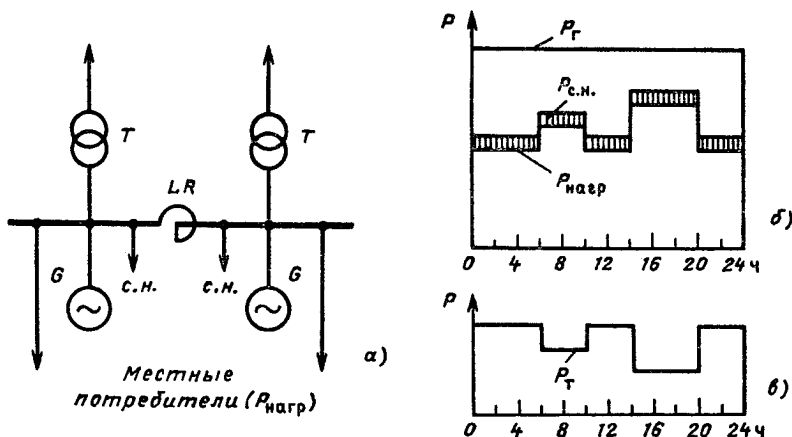 T
T
LR
G
с.н.
с.н.
G
Местные
потребители (Pнагр)
а)
P
Pг
Pс.н.
Pнагр
0 4 8 12 16 20 24 ч
б)
P
Pт
0 4 8 12 16 20 24 ч
в)